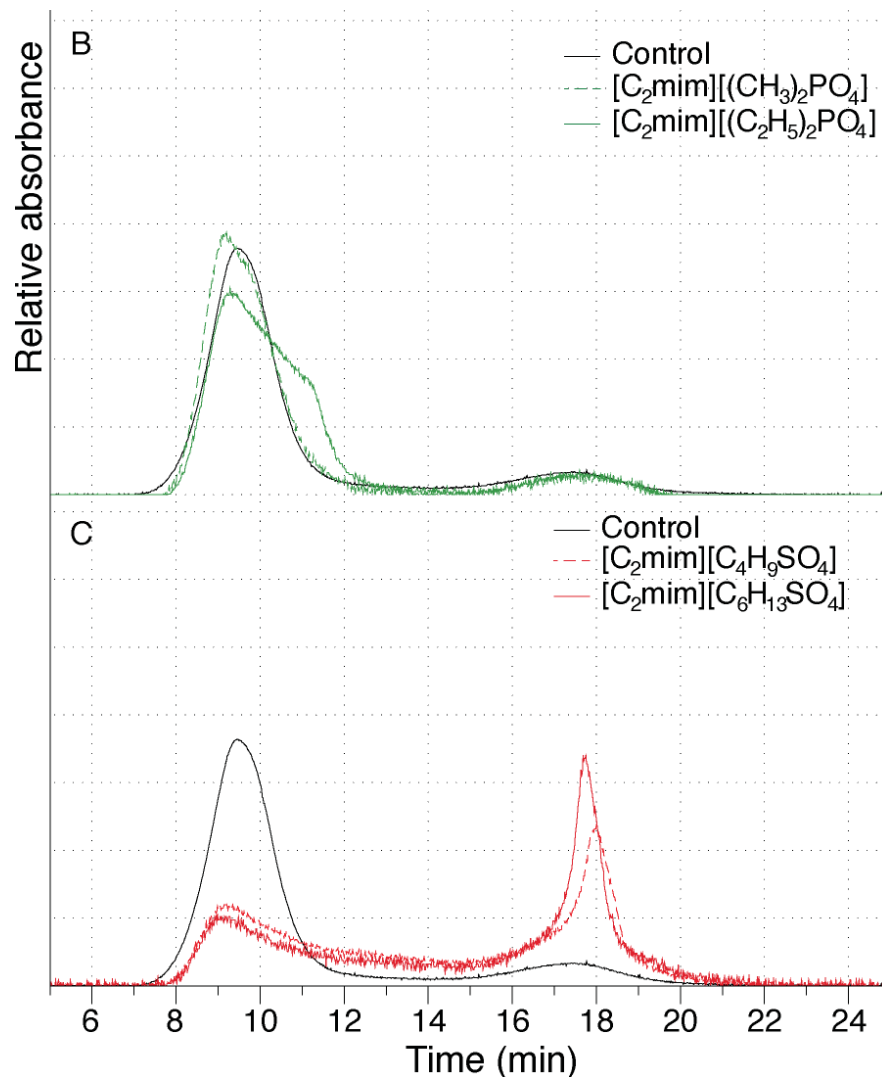 B
Relative absorbance
Control
[C₂mim][(CH₃)₂PO₄]
[C₂mim][(C₂H₅)₂PO₄]
C
Control
[C₂mim][C₄H₉SO₄]
[C₂mim][C₆H₁₃SO₄]
6 8 10 12 14 16 18 20 22 24
Time (min)